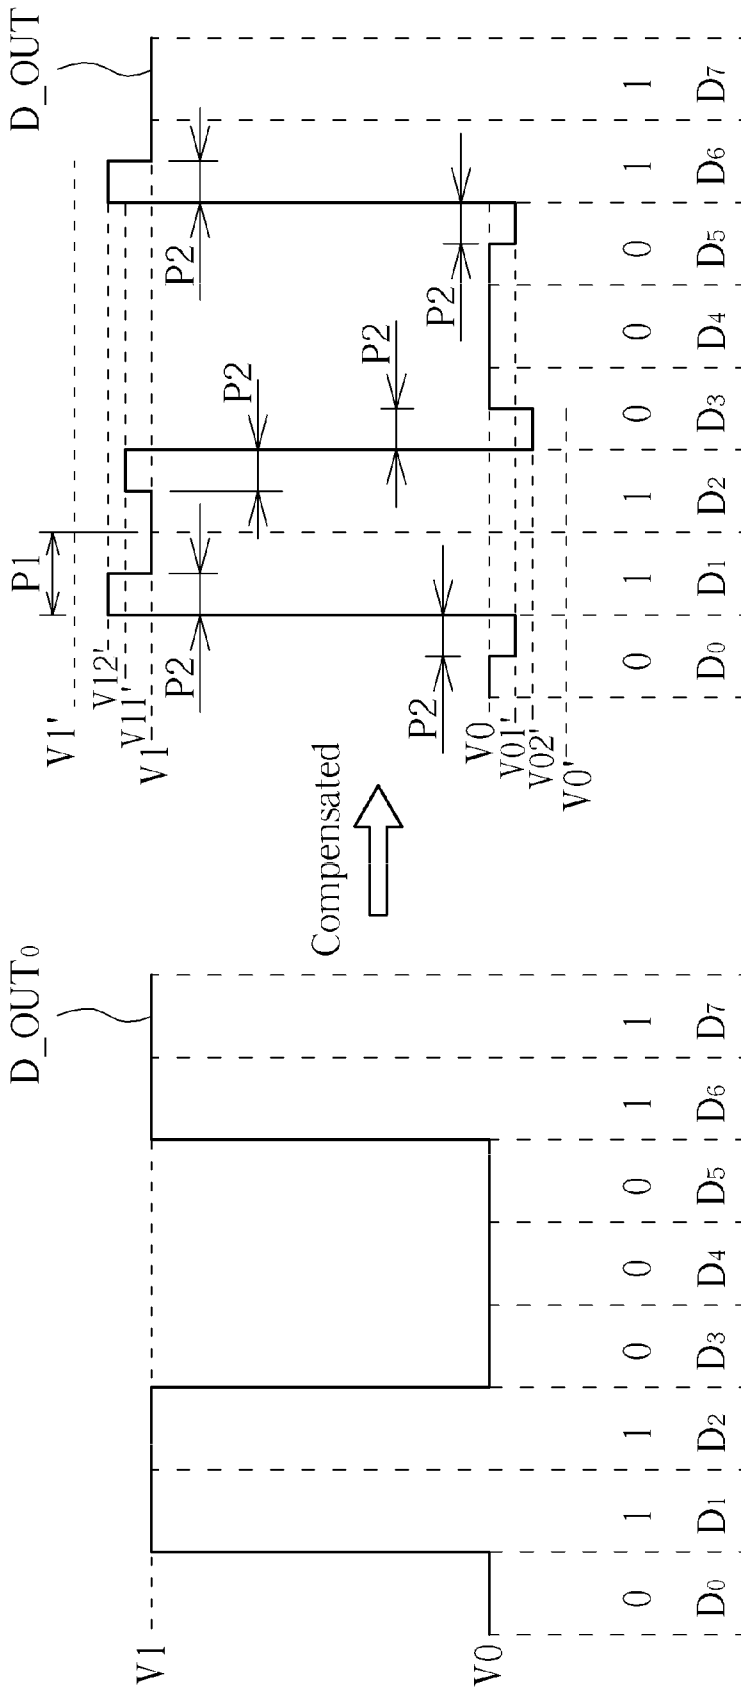 D_OUT₀
V1
V0
0 1 1 0 0 0 1 1
D₀ D₁ D₂ D₃ D₄ D₅ D₆ D₇
Compensated
D_OUT
P1
V1'
V12'
V11'
V1
P2
P2
P2
P2
P2
P2
V0
V01'
V02'
V0'
0 1 1 0 0 0 1 1
D₀ D₁ D₂ D₃ D₄ D₅ D₆ D₇